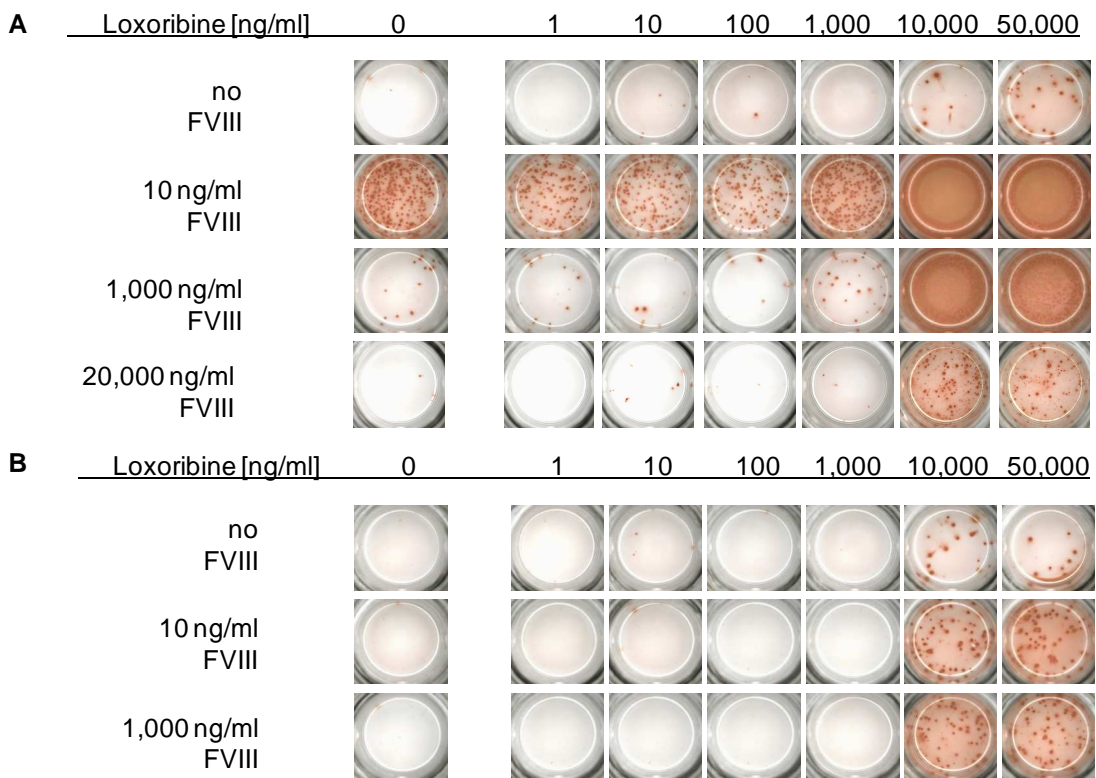 A Loxoribine [ng/ml] 0 1 10 100 1,000 10,000 50,000
no
FVIII
10 ng/ml
FVIII
1,000 ng/ml
FVIII
20,000 ng/ml
FVIII
B Loxoribine [ng/ml] 0 1 10 100 1,000 10,000 50,000
no
FVIII
10 ng/ml
FVIII
1,000 ng/ml
FVIII